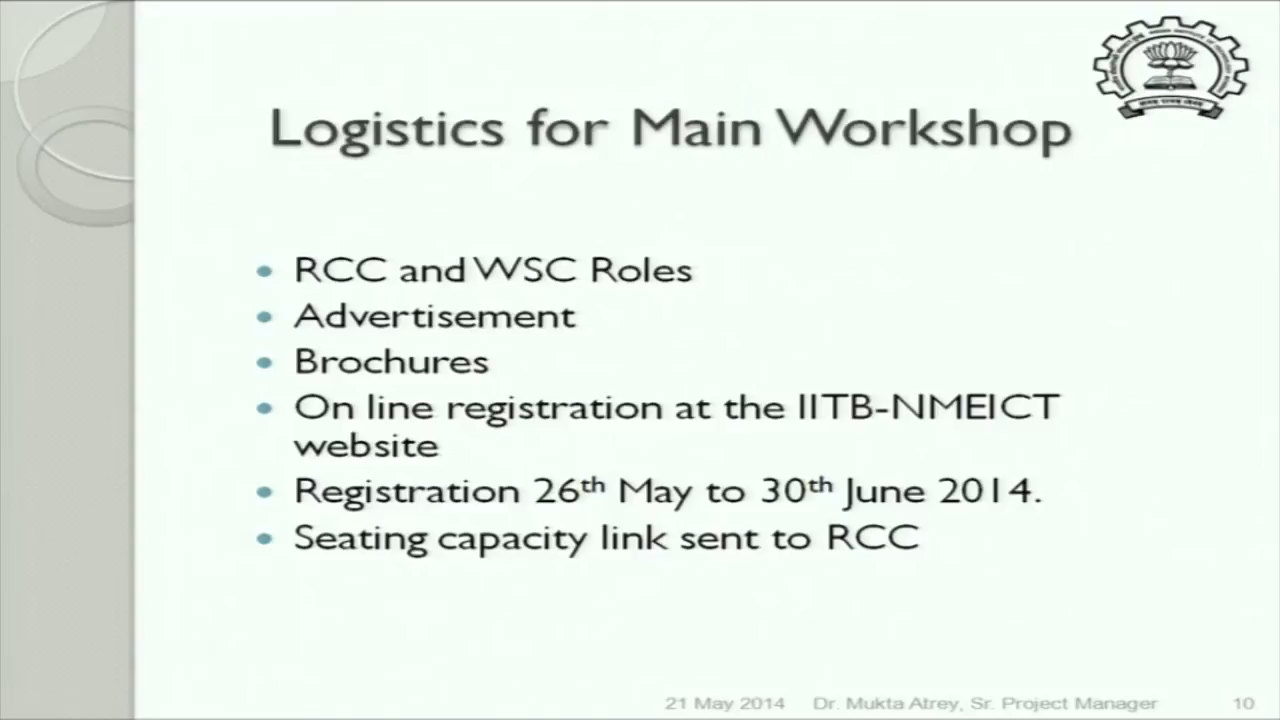 Logistics for Main Workshop
RCC and WSC Roles
Advertisement
Brochures
On line registration at the IITB-NMEICT
website
Registration 26th May to 30th June 2014.
Seating capacity link sent to RCC
21 May 2014 Dr. Mukta Atrey, Sr. Project Manager 10